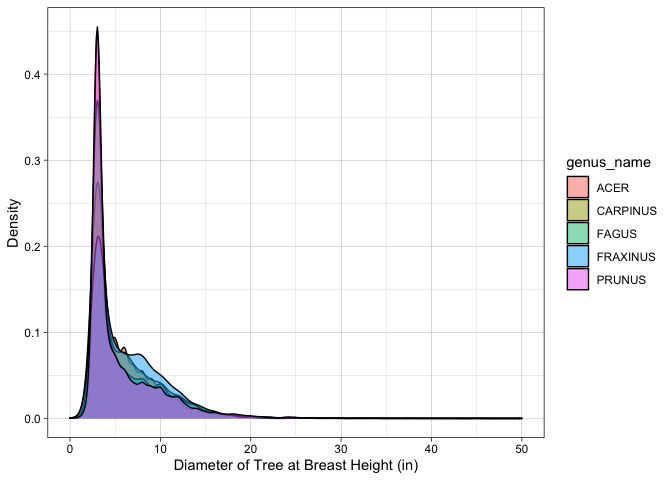 genus_name
ACER
CARPINUS
FAGUS
FRAXINUS
PRUNUS
Density
0.4
0.3
0.2
0.1
0.0
0 10 20 30 40 50
Diameter of Tree at Breast Height (in)